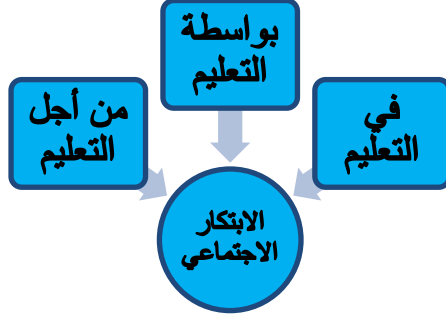 بواسطة
التعليم
في
التعليم
من أجل
التعليم
الابتكار
الاجتماعي